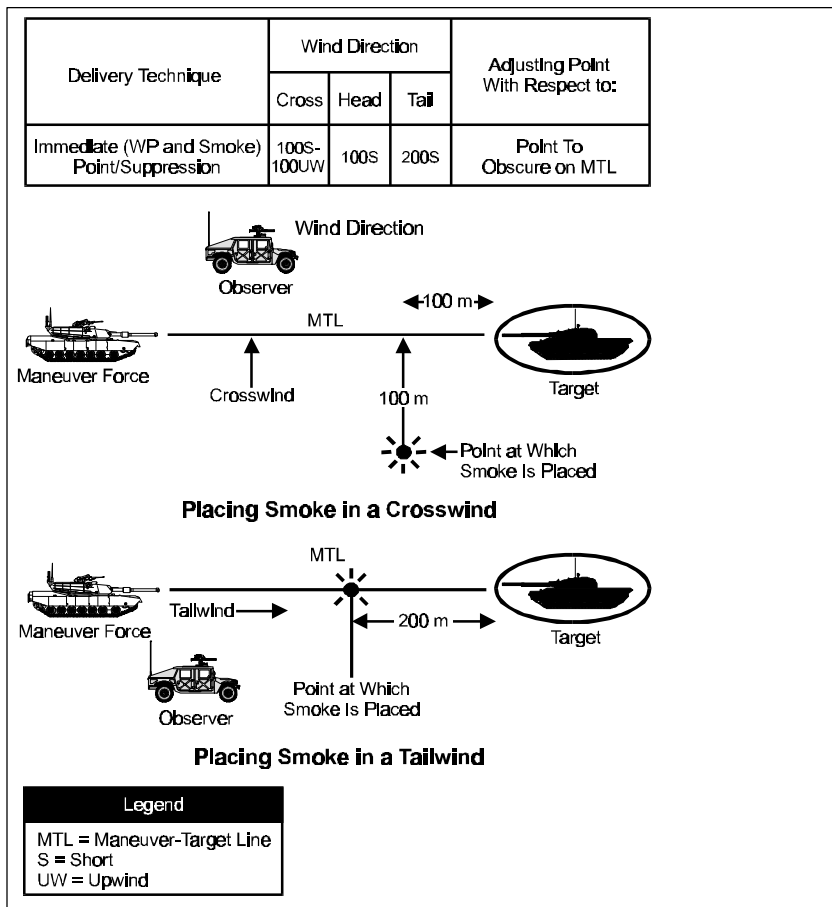 Delivery Technique
Wind Direction
Adjusting Point
With Respect to:
Cross
Head
Tail
Immediate (WP and Smoke)
Point/Suppression
100S-
100UW
100S
200S
Point To
Obscure on MTL
Wind Direction
Observer
100 m
MTL
Maneuver Force
Crosswind
Target
100 m
Point at Which
Smoke Is Placed
Placing Smoke in a Crosswind
MTL
Tailwind
200 m
Maneuver Force
Target
Observer
Point at Which
Smoke Is Placed
Placing Smoke in a Tailwind
Legend
MTL = Maneuver-Target Line
S = Short
UW = Upwind